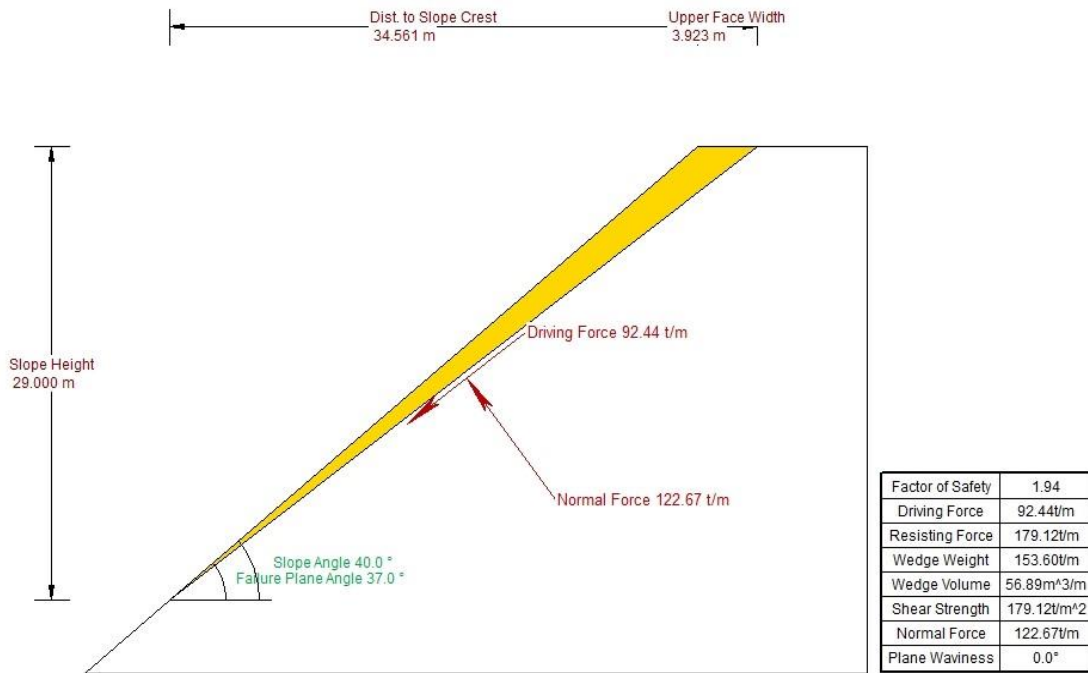 Dist. to Slope Crest
34.561 m
Upper Face Width
3.923 m
Slope Height
29.000 m
Driving Force 92.44 t/m
Normal Force 122.67 t/m
Slope Angle 40.0 °
Failure Plane Angle 37.0 °
Factor of Safety 1.94
Driving Force 92.44t/m
Resisting Force 179.12t/m
Wedge Weight 153.60t/m
Wedge Volume 56.89m^3/m
Shear Strength 179.12t/m^2
Normal Force 122.67t/m
Plane Waviness 0.0°